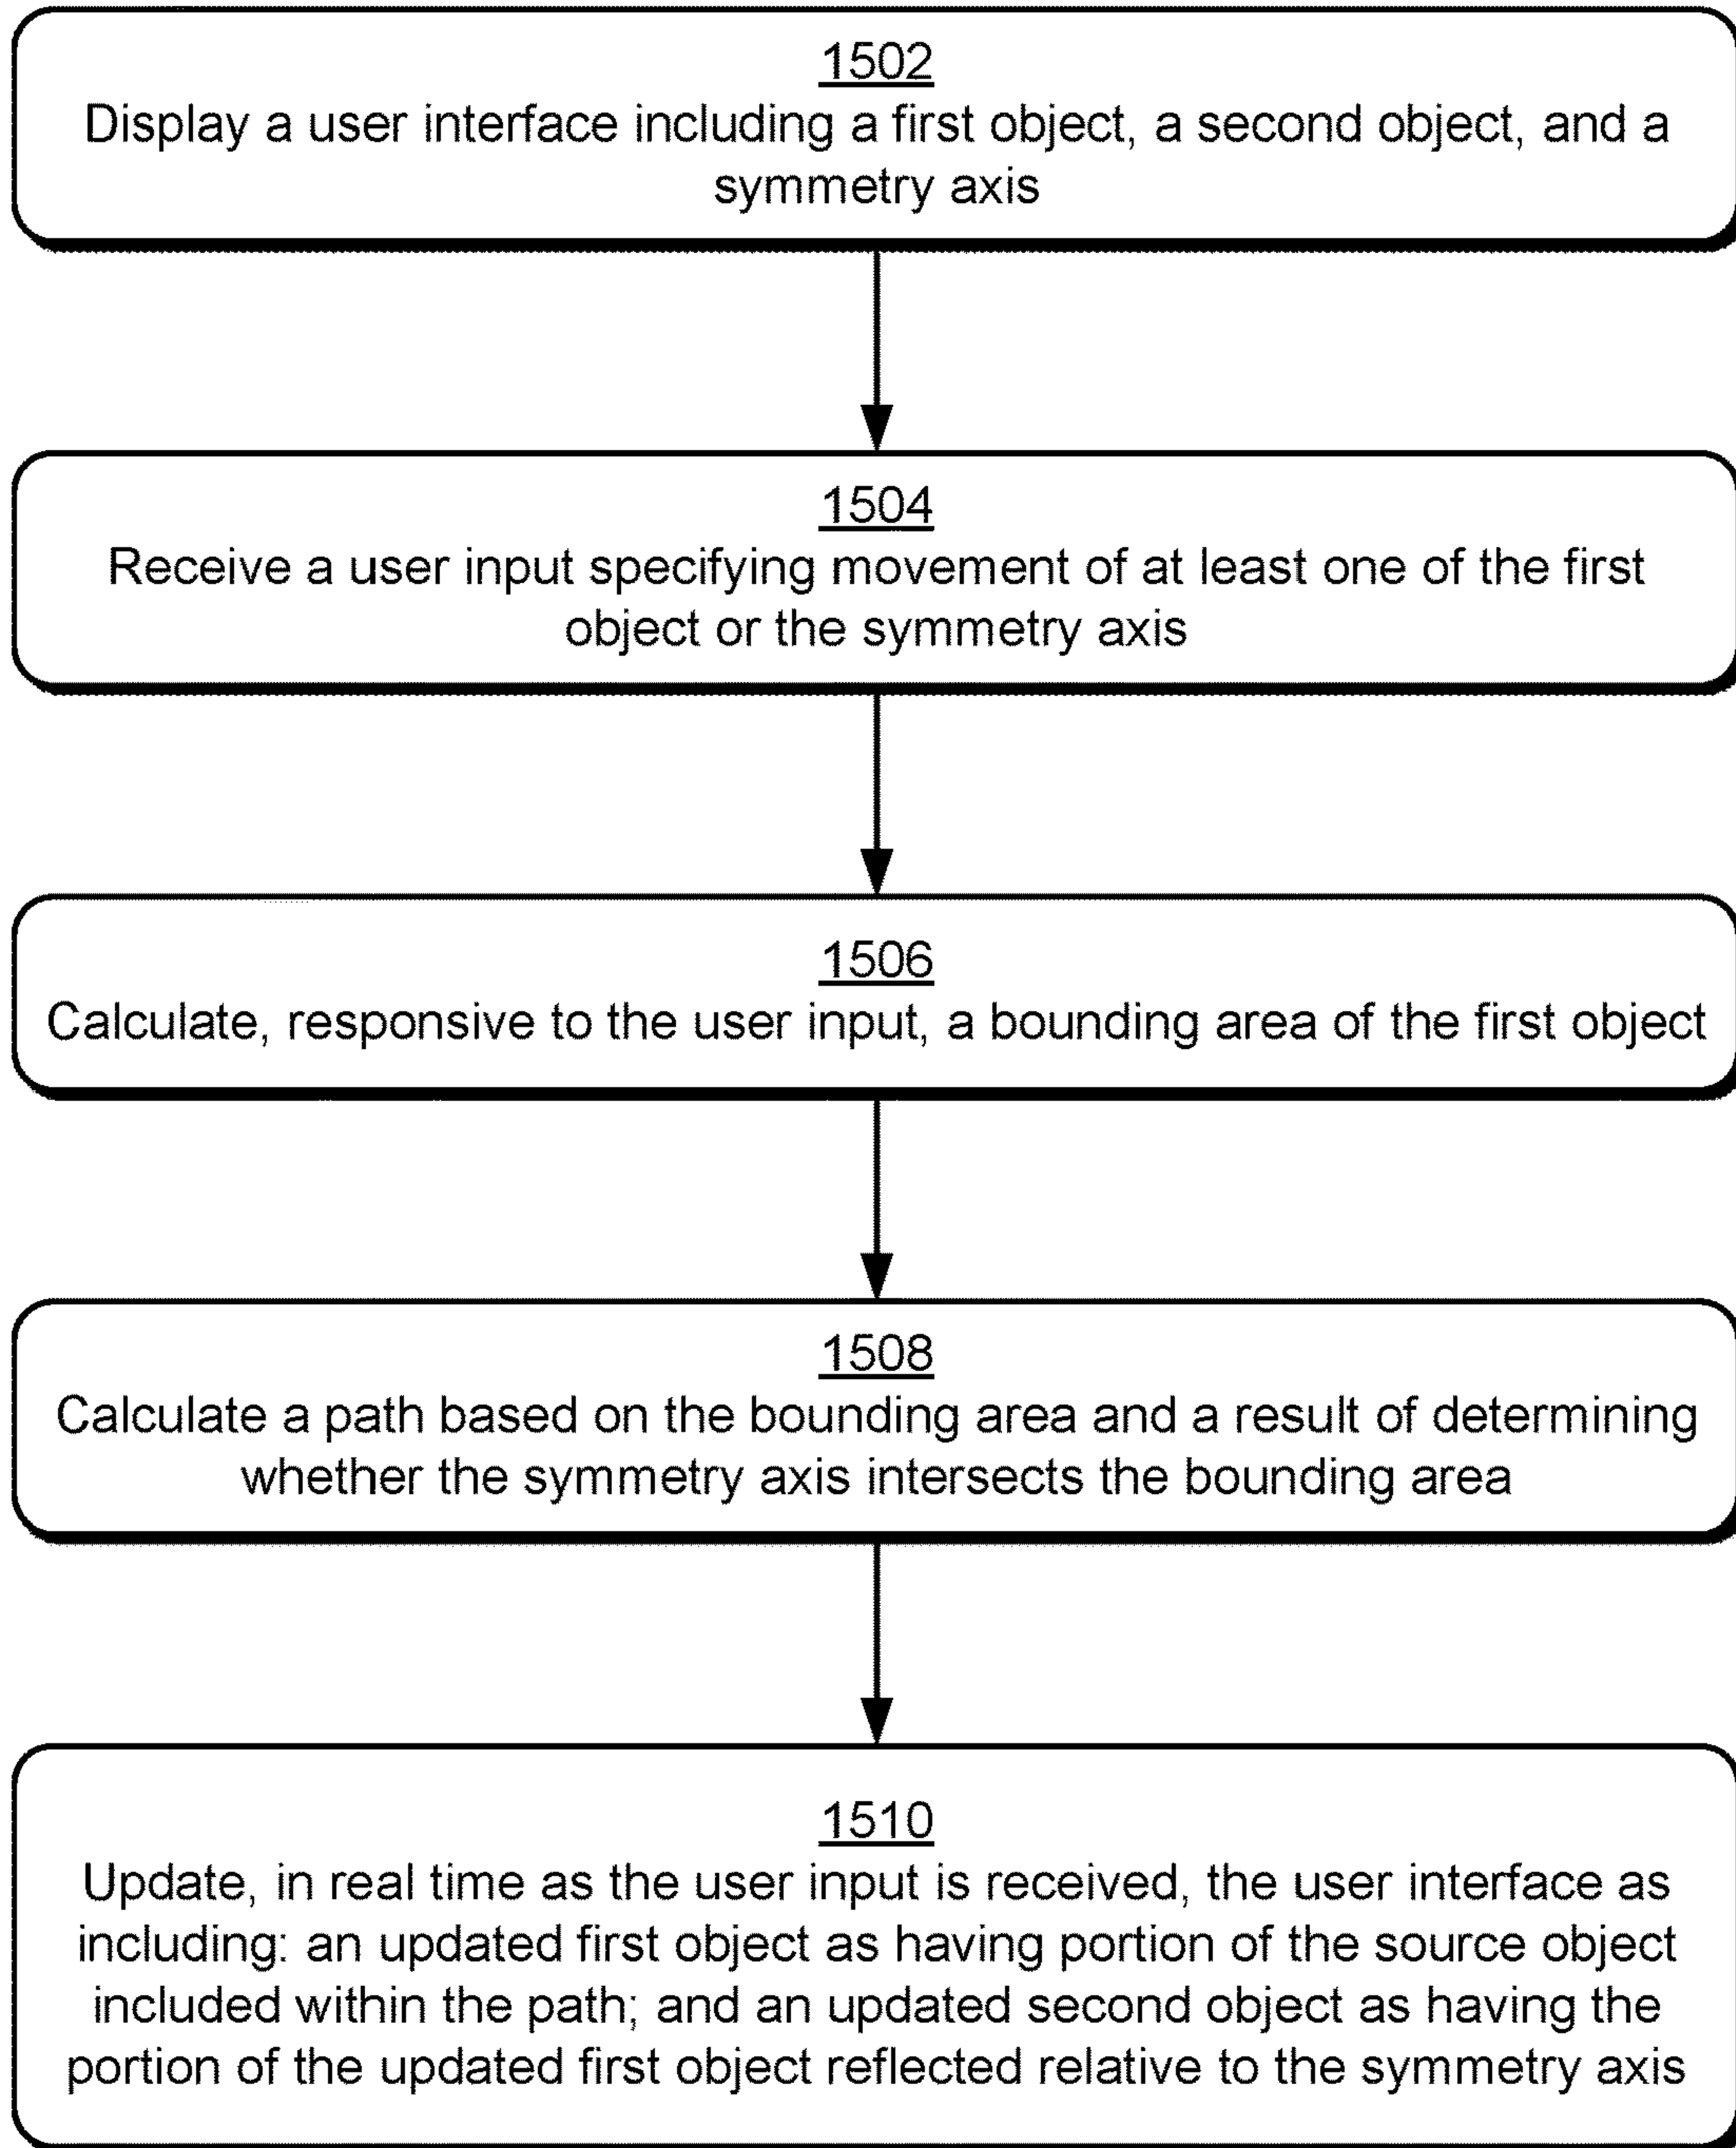 1502
Display a user interface including a first object, a second object, and a
symmetry axis
1504
Receive a user input specifying movement of at least one of the first
object or the symmetry axis
1506
Calculate, responsive to the user input, a bounding area of the first object
1508
Calculate a path based on the bounding area and a result of determining
whether the symmetry axis intersects the bounding area
1510
Update, in real time as the user input is received, the user interface as
including: an updated first object as having portion of the source object
included within the path; and an updated second object as having the
portion of the updated first object reflected relative to the symmetry axis